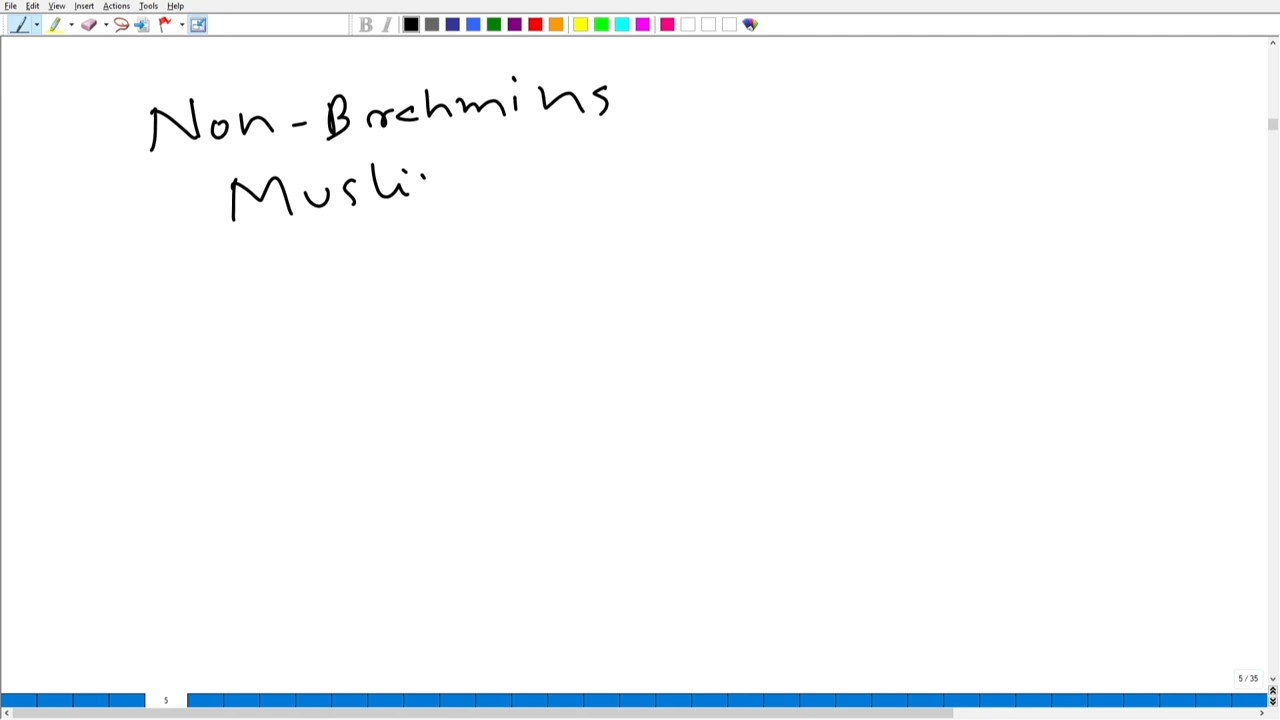 File Edit View Insert Actions Tools Help
B I
Non-Brahmins
Musli
5 / 35
5